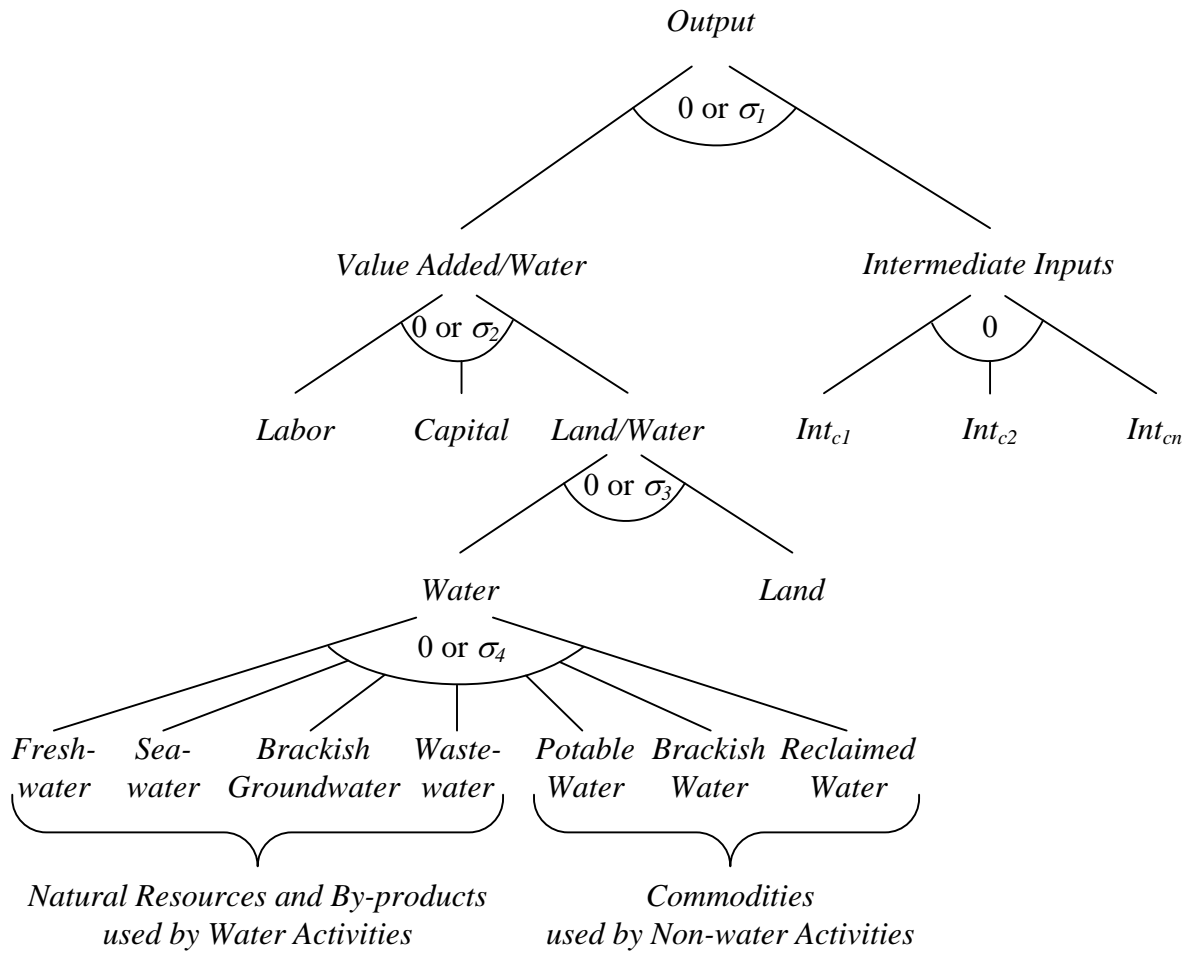 Output
0 or σ1
Value Added/Water
Intermediate Inputs
0 or σ2
0
Labor
Capital
Land/Water
Intc1
Intc2
Intcn
0 or σ3
Water
Land
0 or σ4
Fresh-
water
Sea-
water
Brackish
Groundwater
Waste-
water
Potable
Water
Brackish
Water
Reclaimed
Water
Natural Resources and By-products
used by Water Activities
Commodities
used by Non-water Activities